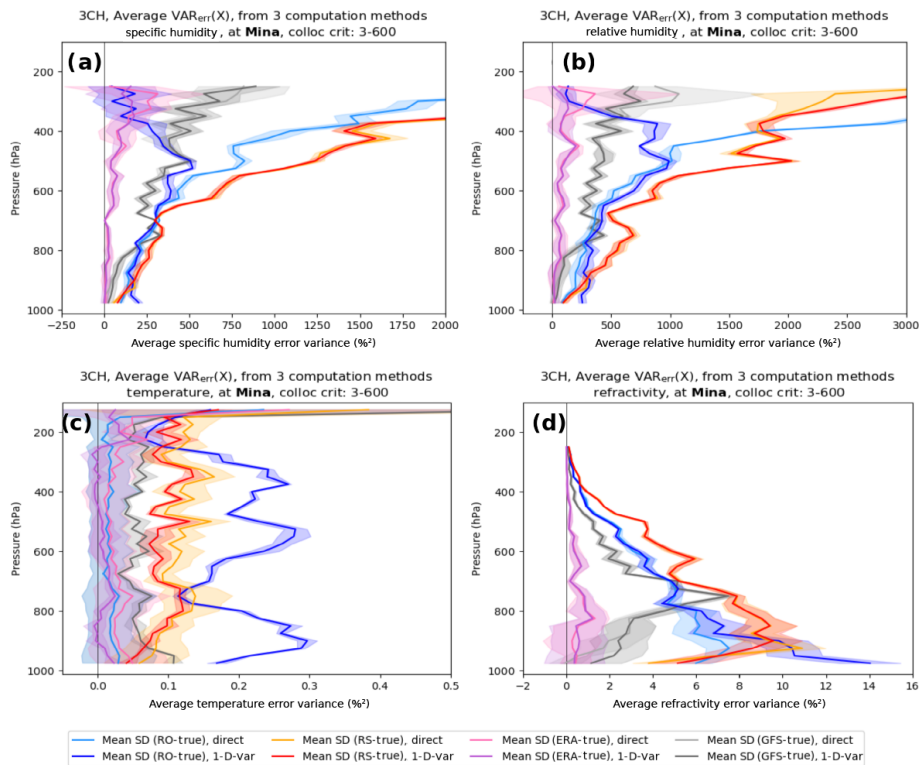 3CH, Average VARerr(X), from 3 computation methods
specific humidity, at Mina, colloc crit: 3-600
(a)
200
400
600
800
1000
Pressure (hPa)
−250 0 250 500 750 1000 1250 1500 1750 2000
Average specific humidity error variance (%²)
3CH, Average VARerr(X), from 3 computation methods
relative humidity, at Mina, colloc crit: 3-600
(b)
200
400
600
800
1000
Pressure (hPa)
0 500 1000 1500 2000 2500 3000
Average relative humidity error variance (%²)
3CH, Average VARerr(X), from 3 computation methods
temperature, at Mina, colloc crit: 3-600
(c)
200
400
600
800
1000
Pressure (hPa)
0.0 0.1 0.2 0.3 0.4 0.5
Average temperature error variance (%²)
3CH, Average VARerr(X), from 3 computation methods
refractivity, at Mina, colloc crit: 3-600
(d)
200
400
600
800
1000
Pressure (hPa)
−2 0 2 4 6 8 10 12 14 16
Average refractivity error variance (%²)
Mean SD (RO-true), direct Mean SD (RS-true), direct Mean SD (ERA-true), direct Mean SD (GFS-true), direct
Mean SD (RO-true), 1-D-var Mean SD (RS-true), 1-D-var Mean SD (ERA-true), 1-D-var Mean SD (GFS-true), 1-D-var